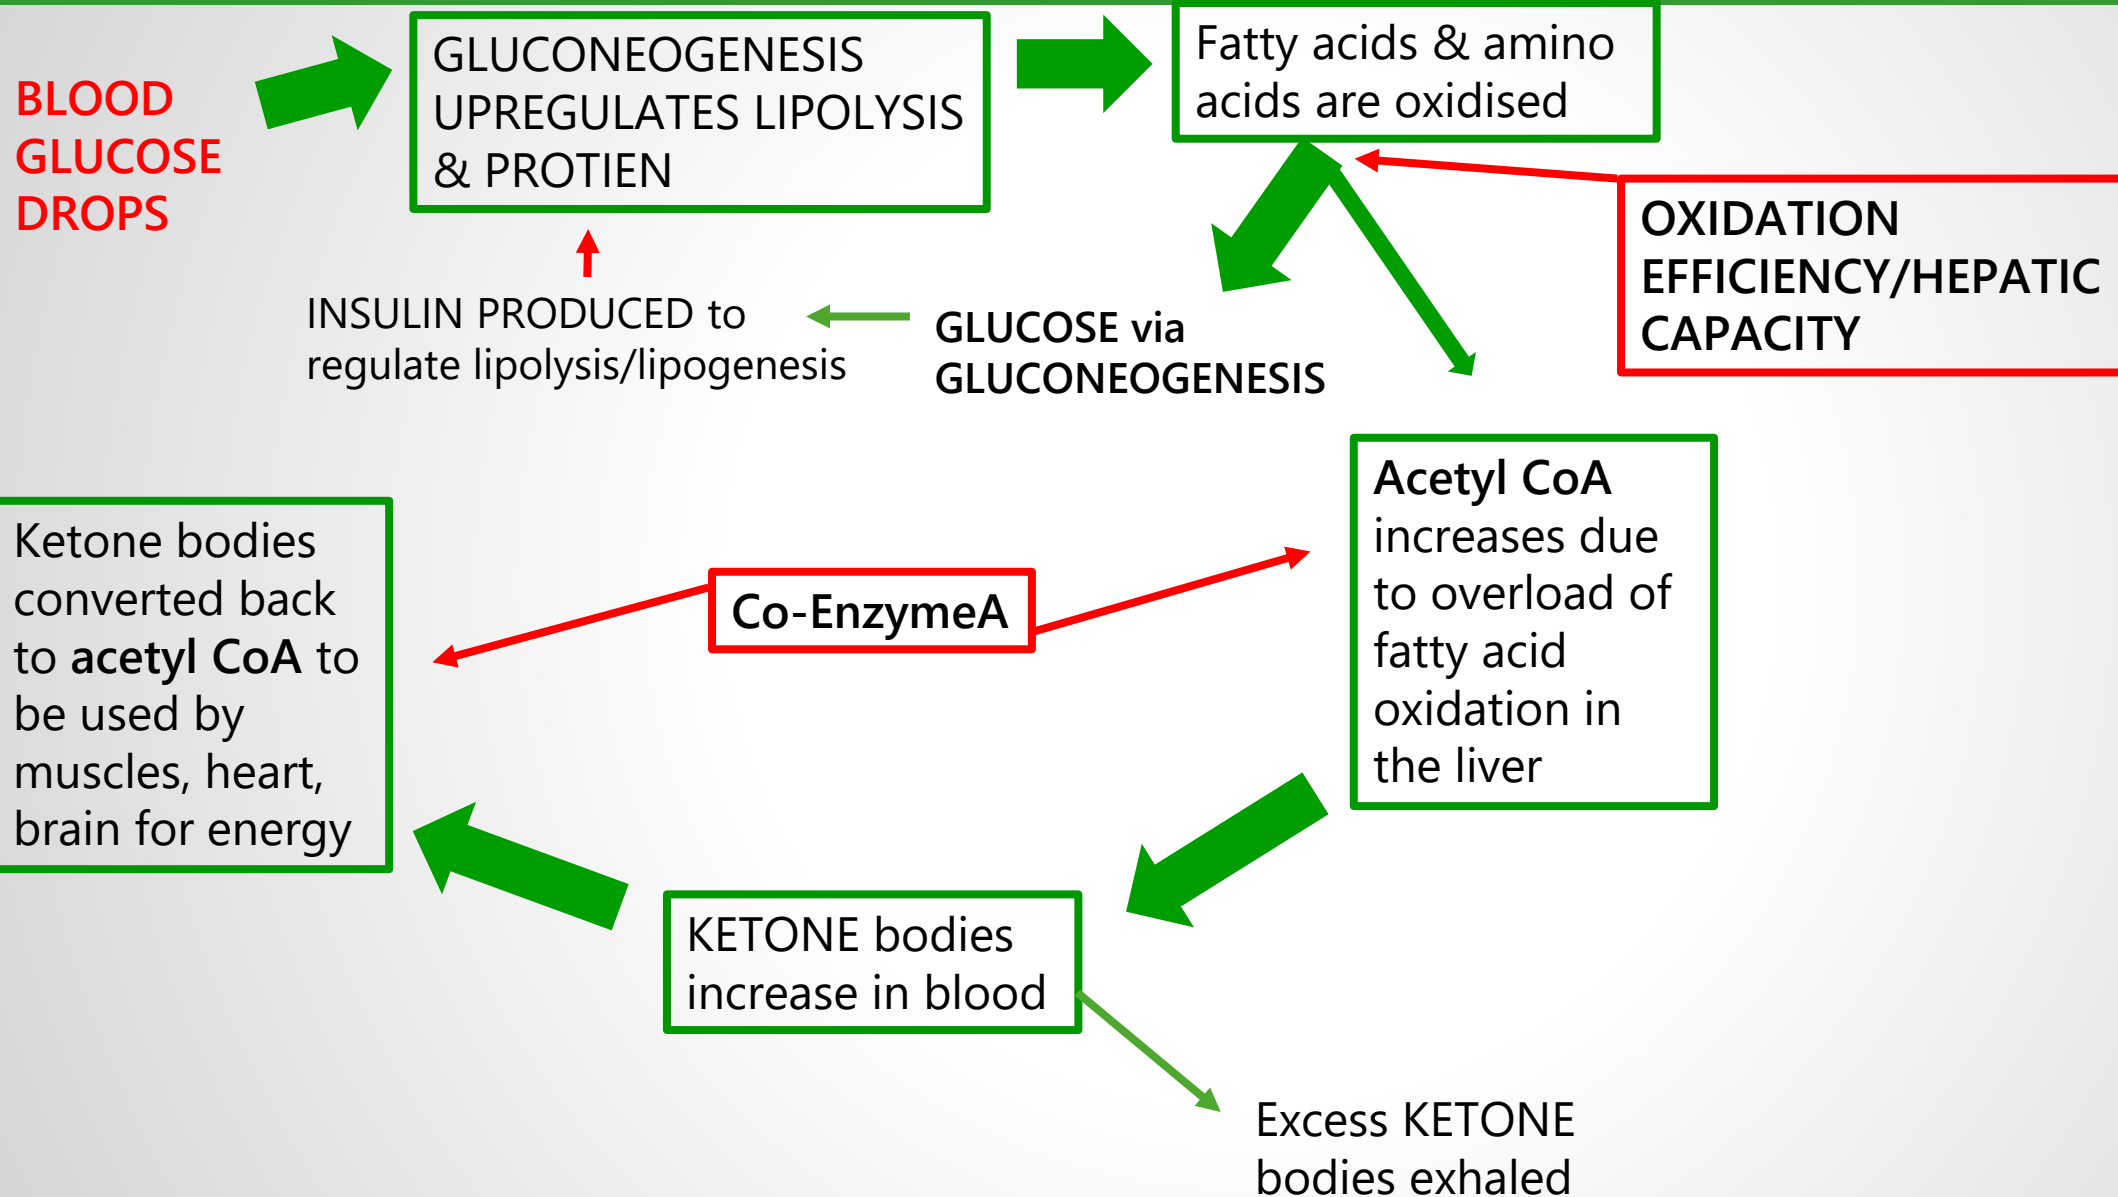 BLOOD
GLUCOSE
DROPS
GLUCONEOGENESIS
UPREGULATES LIPOLYSIS
& PROTIEN
Fatty acids & amino
acids are oxidised
OXIDATION
EFFICIENCY/HEPATIC
CAPACITY
INSULIN PRODUCED to
regulate lipolysis/lipogenesis
GLUCOSE via
GLUCONEOGENESIS
Acetyl CoA
increases due
to overload of
fatty acid
oxidation in
the liver
Co-EnzymeA
Ketone bodies
converted back
to acetyl CoA to
be used by
muscles, heart,
brain for energy
KETONE bodies
increase in blood
Excess KETONE
bodies exhaled